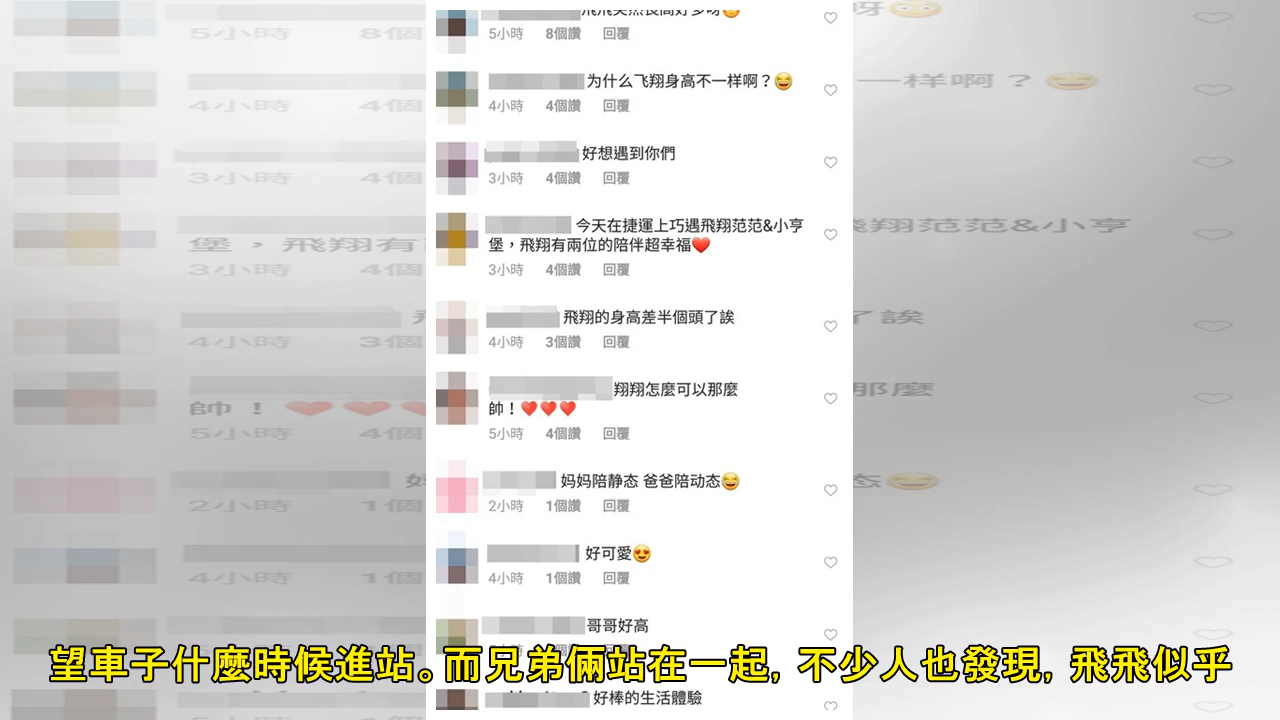 飛飛突然長高好多呀
5小時 8個讚 回覆
为什么飞翔身高不一样啊？😅
4小時 4個讚 回覆
好想遇到你們
3小時 4個讚 回覆
今天在捷運上巧遇飛翔范范&小亨
堡，飛翔有兩位的陪伴超幸福❤️
3小時 4個讚 回覆
飛翔的身高差半個頭了誒
4小時 3個讚 回覆
翔翔怎麼可以那麼
帥！❤️❤️❤️
5小時 4個讚 回覆
妈妈陪静态 爸爸陪动态😂
2小時 1個讚 回覆
好可愛😍
4小時 1個讚 回覆
哥哥好高
望車子什麼時候進站。而兄弟倆站在一起, 不少人也發現, 飛飛似乎
好棒的生活體驗